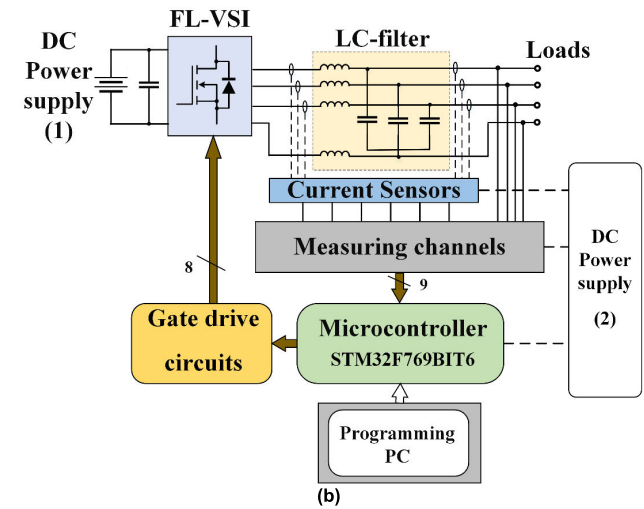 FL-VSI
DC
Power
supply
(1)
LC-filter
Loads
Current Sensors
Measuring channels
DC
Power
supply
(2)
8
9
Gate drive
circuits
Microcontroller
STM32F769BIT6
Programming
PC
(b)